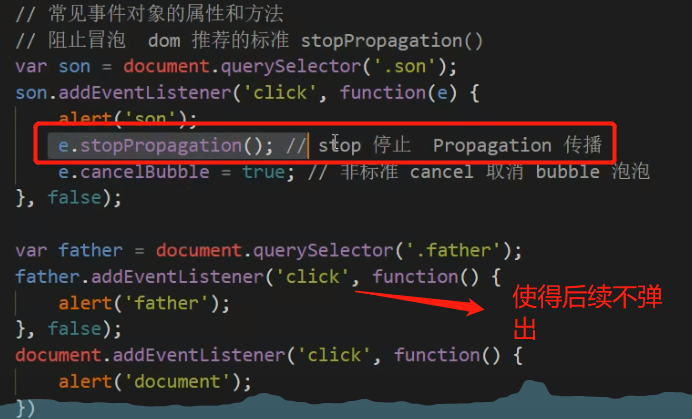 // 常见事件对象的属性和方法
// 阻止冒泡  dom 推荐的标准 stopPropagation()
var son = document.querySelector('.son');
son.addEventListener('click', function(e) {
    alert('son');
    e.stopPropagation(); // stop 停止  Propagation 传播
    e.cancelBubble = true; // 非标准 cancel 取消 bubble 泡泡
}, false);

var father = document.querySelector('.father');
father.addEventListener('click', function() {
    alert('father');
}, false);
使得后续不弹
出
document.addEventListener('click', function() {
    alert('document');
})